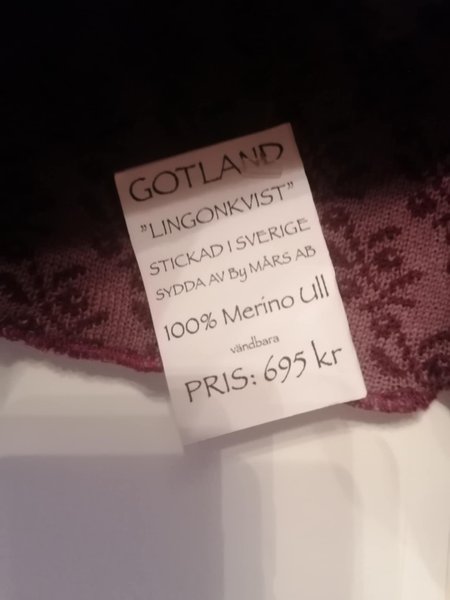 GOTLAND
"LINGONKVIST"
STICKAD I SVERIGE
SYDDA AV By MÅRS AB
100% Merino Ull
vändbara
PRIS: 695 kr